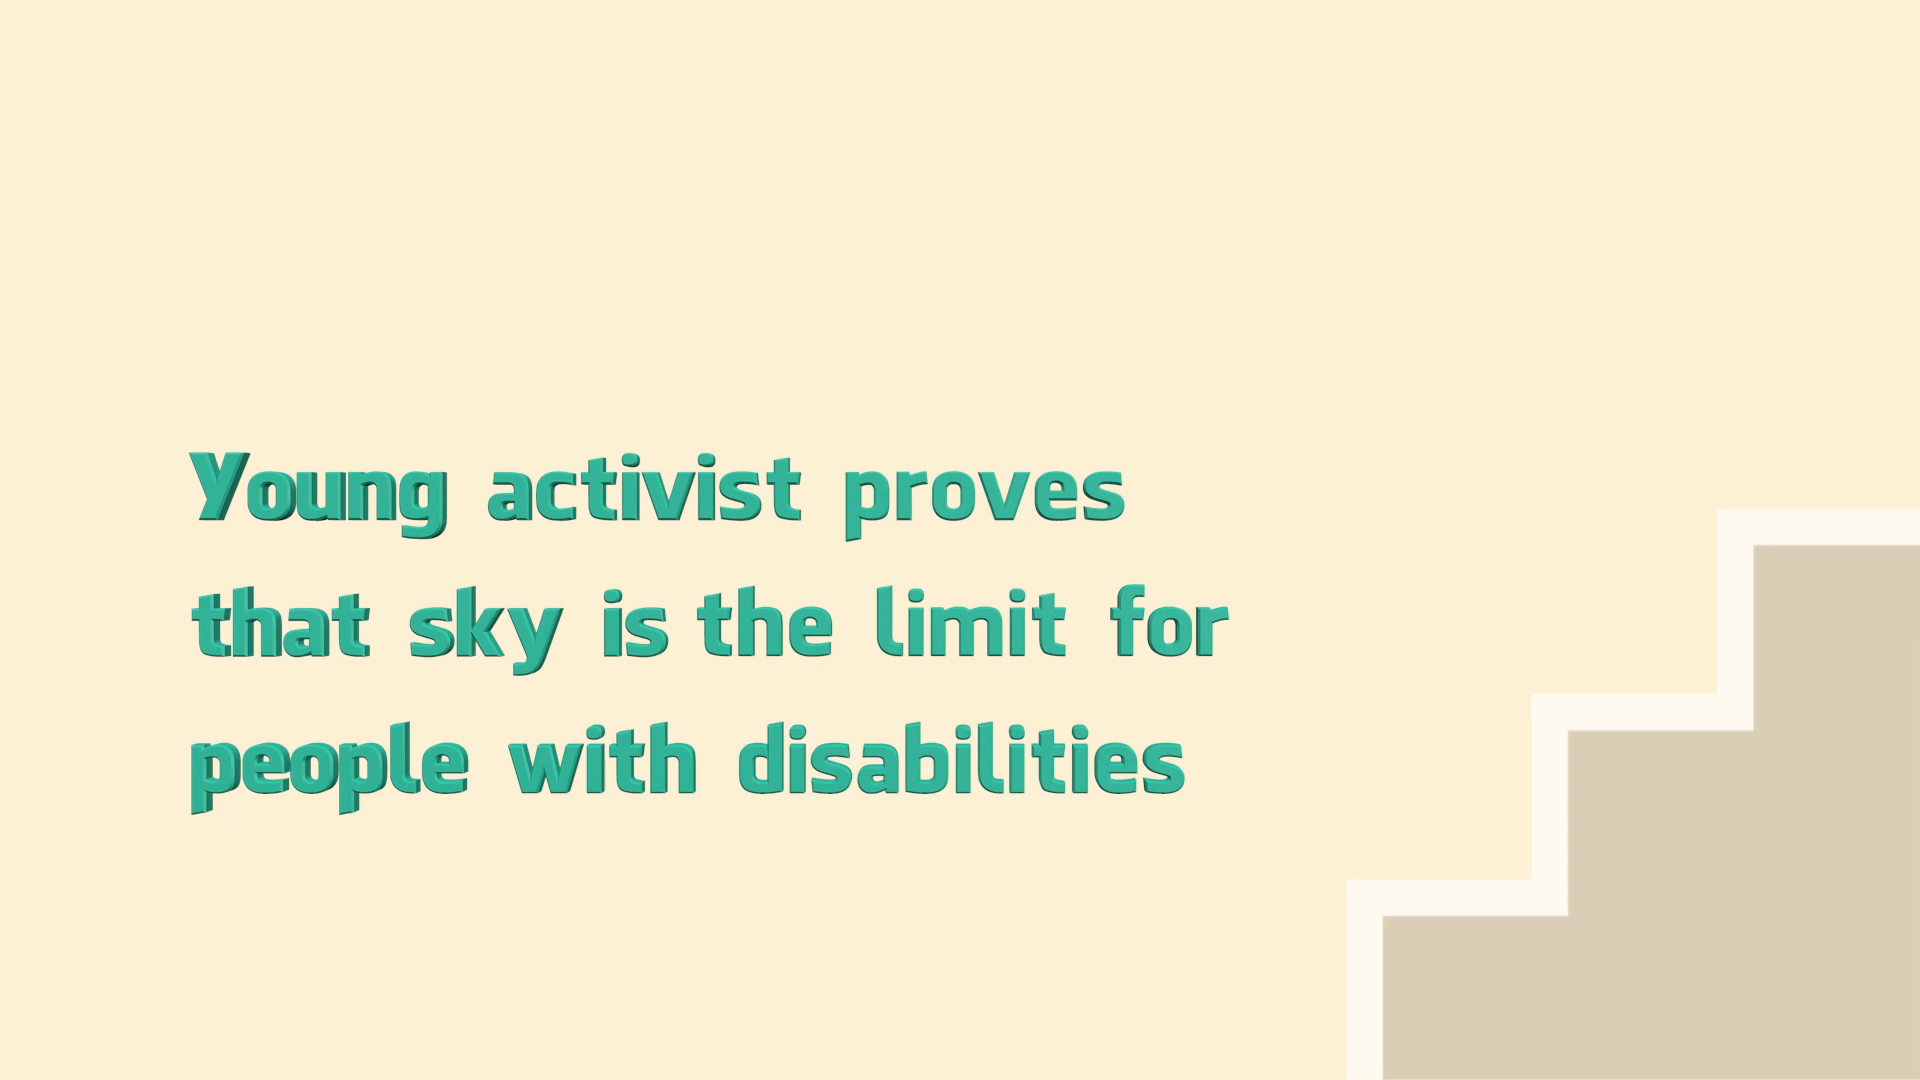 Young activist proves
that sky is the limit for
people with disabilities